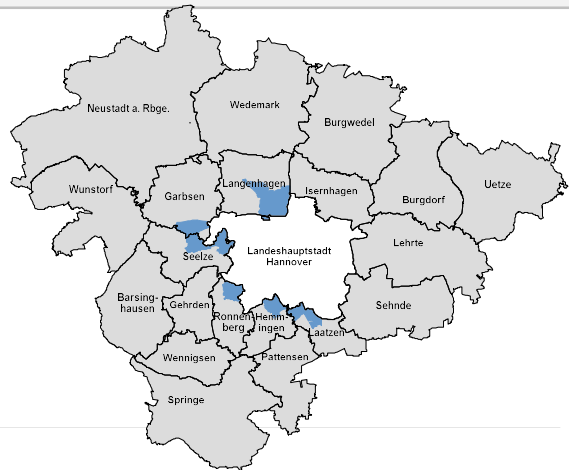 Neustadt a. Rbge.
Wedemark
Burgwedel
Wunstorf
Garbsen
Langenhagen
Isernhagen
Burgdorf
Uetze
Seelze
Landeshauptstadt
Hannover
Lehrte
Barsing-
hausen
Gehrden
Ronnen-
berg
Hemm-
ingen
Laatzen
Sehnde
Wennigsen
Pattensen
Springe